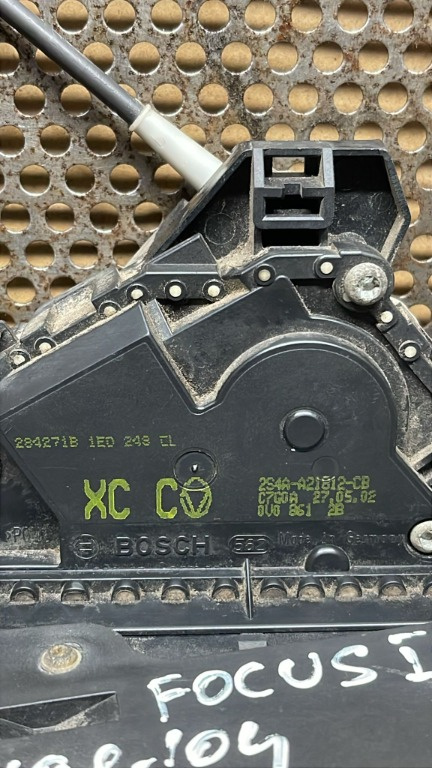 284271B 1ED 248 CL
XC C
2S4A-A21812-CB
C7G0A 27.05.02
0V0 861 2B
BOSCH
Made in Germany
FOCUS I